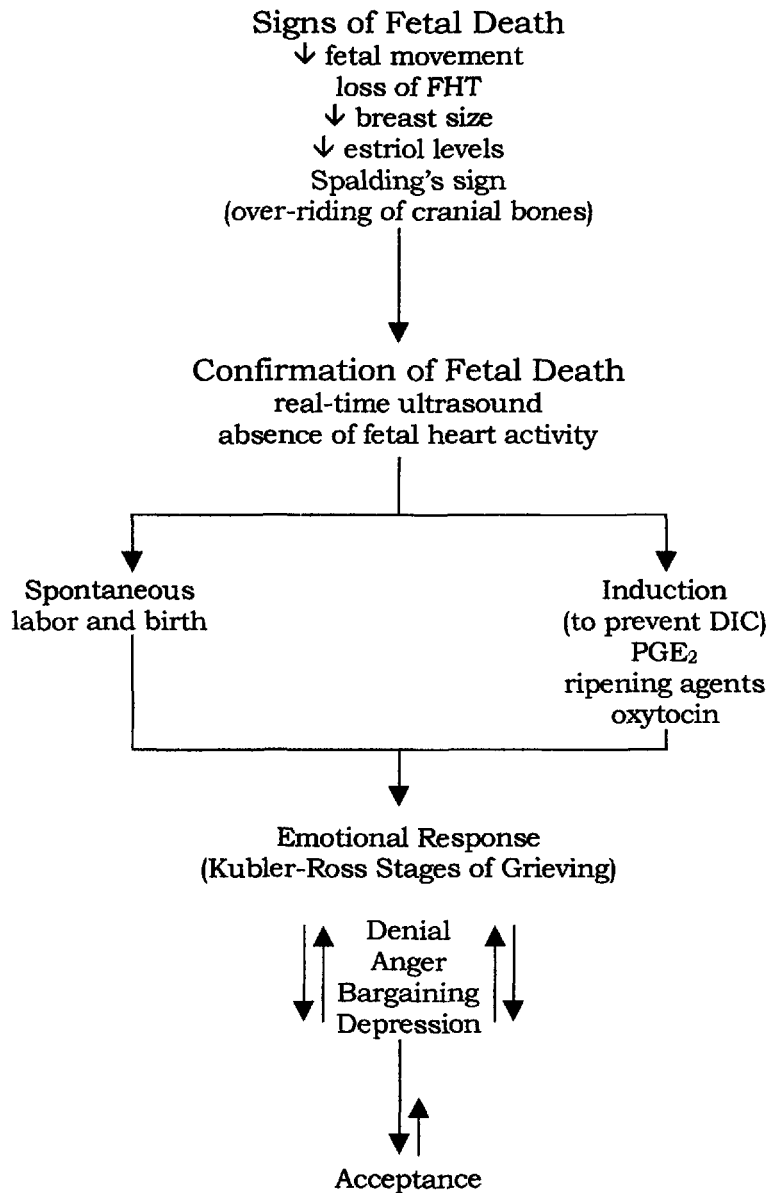 Signs of Fetal Death
↓ fetal movement
loss of FHT
↓ breast size
↓ estriol levels
Spalding's sign
(over-riding of cranial bones)
Confirmation of Fetal Death
real-time ultrasound
absence of fetal heart activity
Spontaneous
labor and birth
Induction
(to prevent DIC)
PGE₂
ripening agents
oxytocin
Emotional Response
(Kubler-Ross Stages of Grieving)
Denial
Anger
Bargaining
Depression
Acceptance